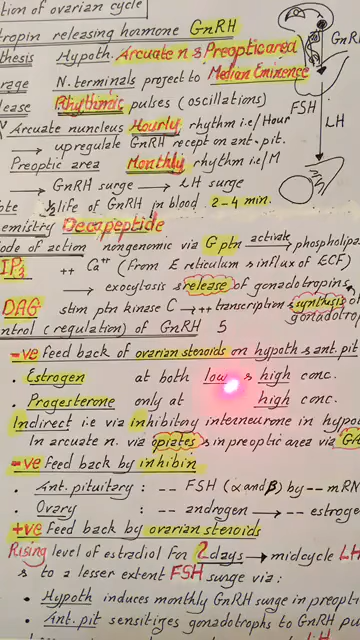 tion of ovarian cycle
tropin releasing hormone GnRH
thesis Hypoth. Arcuate n & Preoptic area
rage N.terminals project to Median Eminence
lease Rhythmic pulses (oscillations)
Arcuate nuncleus Hourly rhythm i.e/Hour
→ upregulate GnRH recept on ant.pit.
Preoptic area Monthly rhythm i.e/M
→ GnRH surge → LH surge
ote ½ life of GnRH in blood 2-4 min.
GnRH
FSH
LH
emistry Decapeptide
ode of action nongenomic via G ptn activate → phospholipa
IP3 ++ Ca++ (from E reticulum & influx of ECF)
→ exocytosis & release of gonadotropins
DAG stim ptn kinase C → ++ transcription & synthesis gonadotro
ontrol (regulation) of GnRH 5
-ve feed back of ovarian steroids on hypoth & ant pit
. Estrogen at both low & high conc.
. Progesterone only at high conc.
Indirect i.e via inhibitory interneurone in hypo
In arcuate n. via opiates & in preoptic area via GA
-ve feed back by inhibin
. Ant. pituitary : -- FSH (α and β) by -- mRN
. Ovary : -- androgen → -- estroge
+ve feed back by ovarian steroids
Rising level of estradiol for 2 days → midcycle LH
& to a lesser extent FSH surge via:
• Hypoth induces monthly GnRH surge in preopti
• Ant. pit sensitizes gonadotrophs to GnRH pu